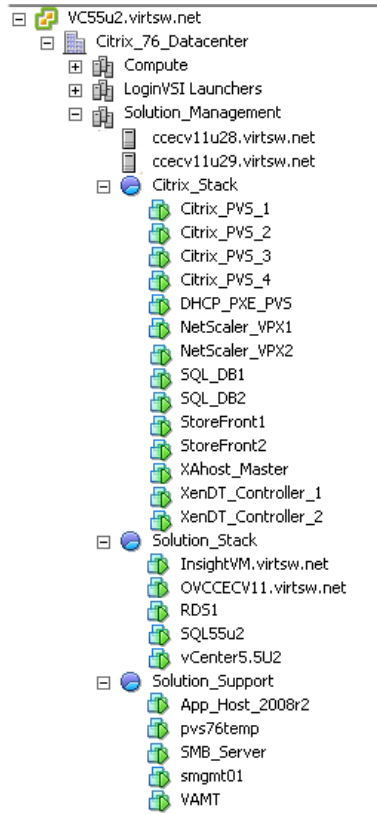 VC55u2.virtsw.net
Citrix_76_Datacenter
Compute
LoginVSI Launchers
Solution_Management
ccecv11u28.virtsw.net
ccecv11u29.virtsw.net
Citrix_Stack
Citrix_PVS_1
Citrix_PVS_2
Citrix_PVS_3
Citrix_PVS_4
DHCP_PXE_PVS
NetScaler_VPX1
NetScaler_VPX2
SQL_DB1
SQL_DB2
StoreFront1
StoreFront2
XAhost_Master
XenDT_Controller_1
XenDT_Controller_2
Solution_Stack
InsightVM.virtsw.net
OVCCECV11.virtsw.net
RDS1
SQL55u2
vCenter5.5U2
Solution_Support
App_Host_2008r2
pvs76temp
SMB_Server
smgmt01
VAMT